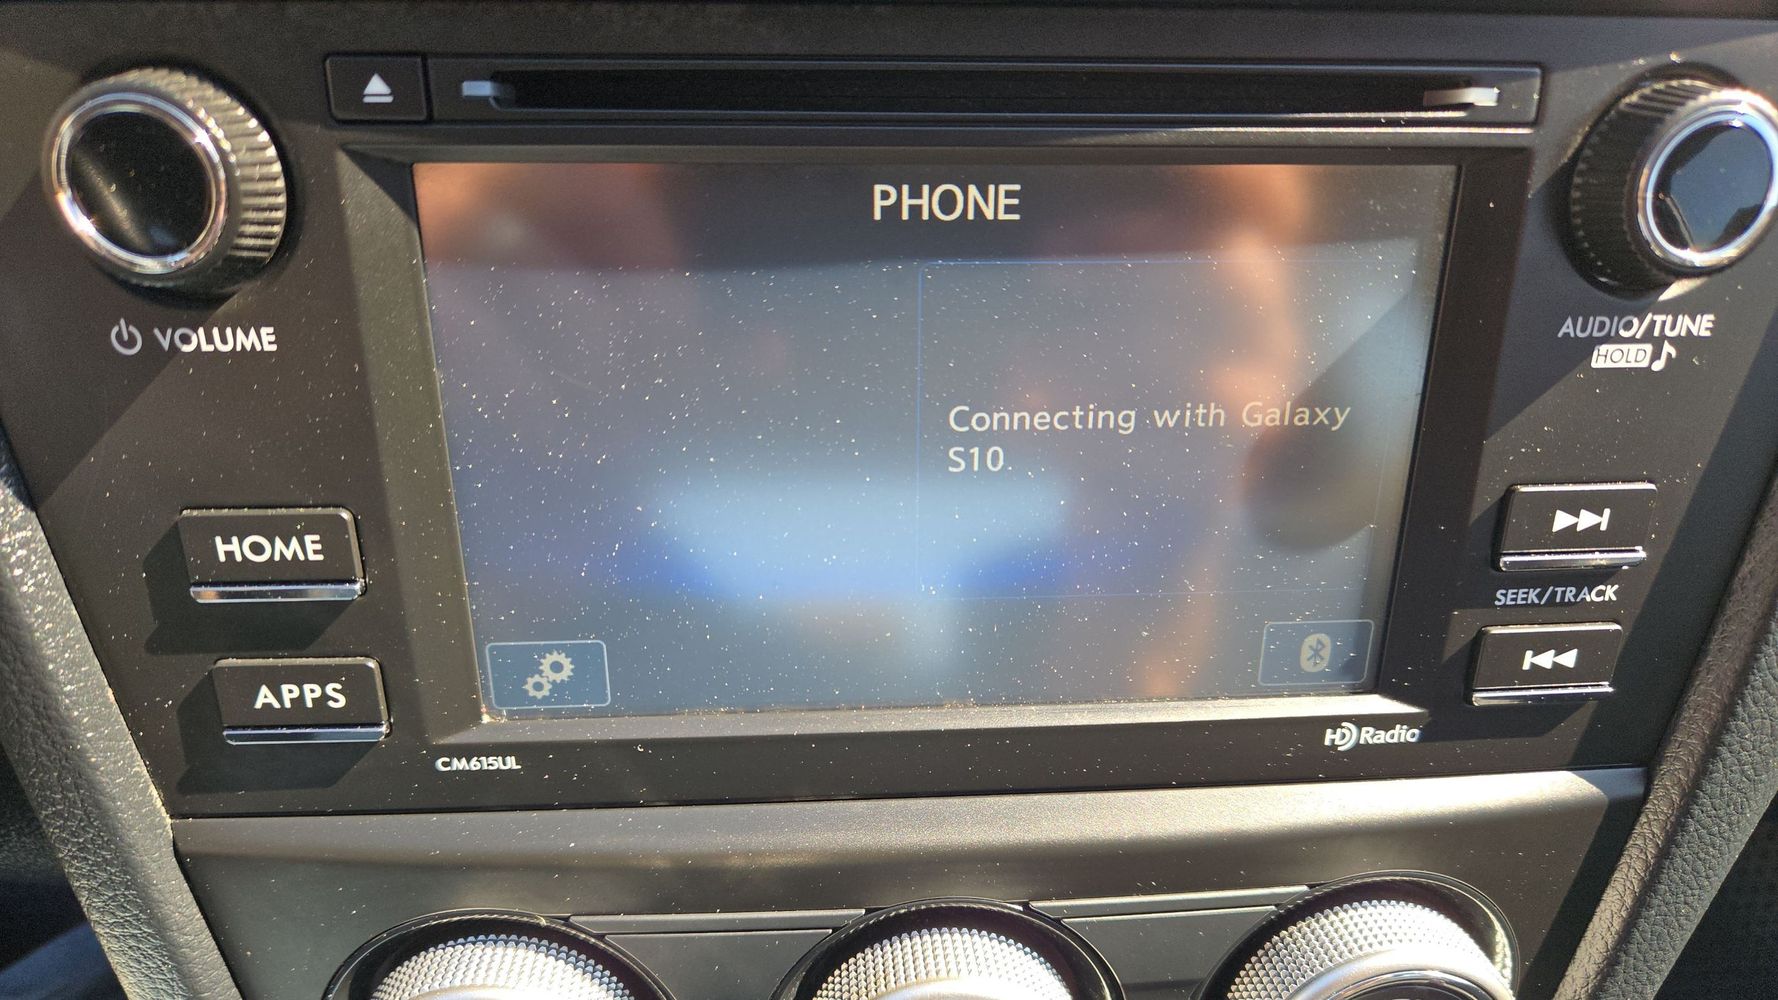 PHONE
VOLUME
AUDIO/TUNE
HOLD
Connecting with Galaxy
S10
HOME
APPS
SEEK/TRACK
CM615UL
HD Radio